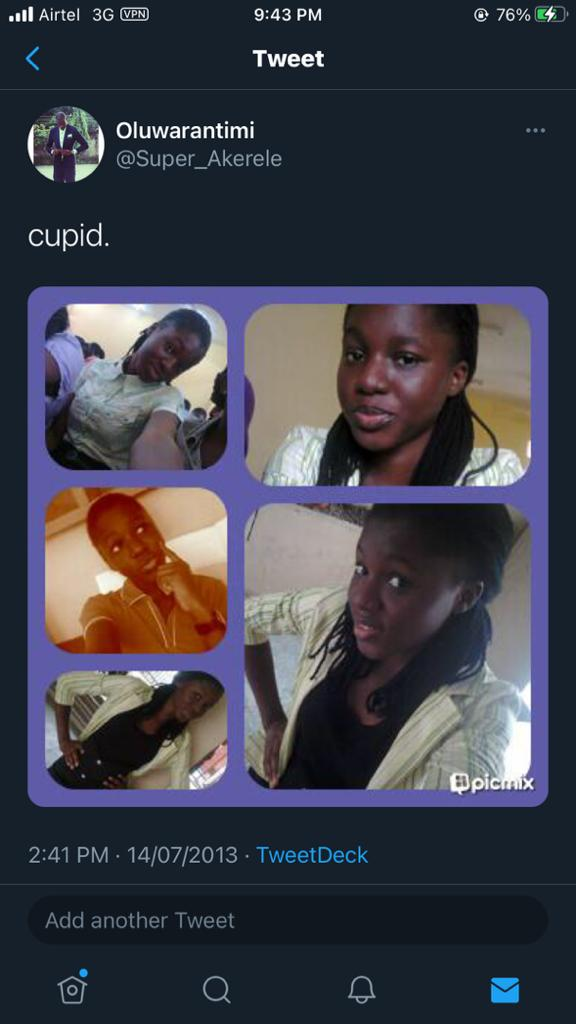 Airtel 3G VPN 9:43 PM 76%
Tweet
Oluwarantimi
@Super_Akerele
cupid.
picmix
2:41 PM · 14/07/2013 · TweetDeck
Add another Tweet